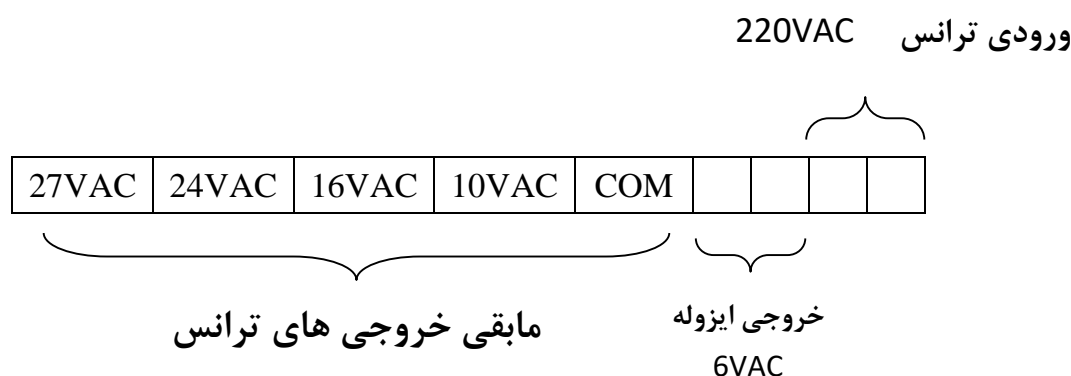 ورودی ترانس 220VAC
27VAC 24VAC 16VAC 10VAC COM
مابقی خروجی های ترانس
خروجی ایزوله
6VAC